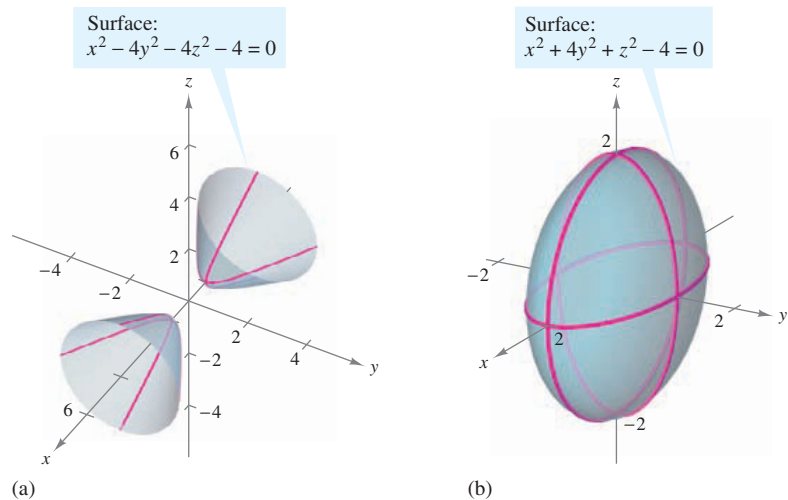 Surface:
x² – 4y² – 4z² – 4 = 0
z
6
4
2
–4
–2
2
4
y
–2
–4
6
x
(a)
Surface:
x² + 4y² + z² – 4 = 0
z
2
–2
2
y
2
x
–2
(b)